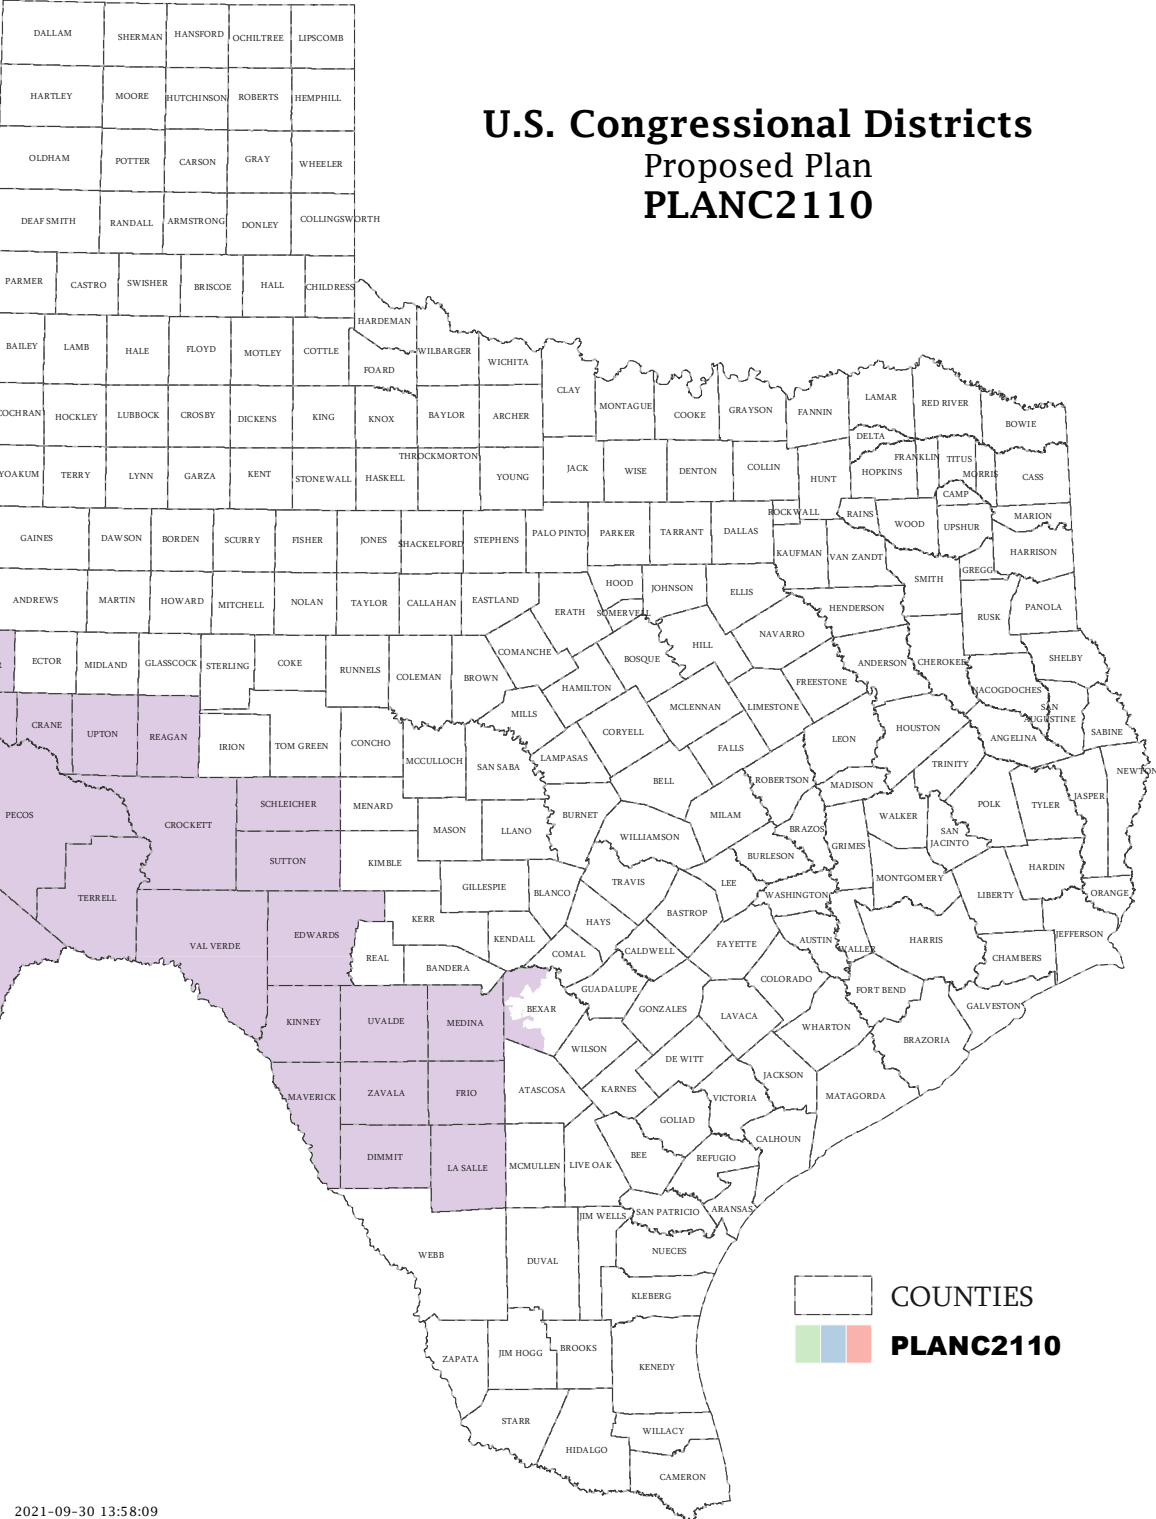 U.S. Congressional Districts
Proposed Plan
PLANC2110
DALLAM SHERMAN HANSFORD OCHILTREE LIPSCOMB
HARTLEY MOORE HUTCHINSON ROBERTS HEMPHILL
OLDHAM POTTER CARSON GRAY WHEELER
DEAF SMITH RANDALL ARMSTRONG DONLEY COLLINGSWORTH
PARMER CASTRO SWISHER BRISCOE HALL CHILDRESS
HARDEMAN
BAILEY LAMB HALE FLOYD MOTLEY COTTLE FOARD WILBARGER WICHITA
CLAY MONTAGUE COOKE GRAYSON FANNIN LAMAR RED RIVER BOWIE
COCHRAN HOCKLEY LUBBOCK CROSBY DICKENS KING KNOX BAYLOR ARCHER
DELTA FRANKLIN TITUS MORRIS CASS
YOAKUM TERRY LYNN GARZA KENT STONEWALL HASKELL THROCKMORTON YOUNG JACK WISE DENTON COLLIN HUNT HOPKINS
CAMP
ROCKWALL RAINS WOOD UPSHUR MARION
GAINES DAWSON BORDEN SCURRY FISHER JONES SHACKELFORD STEPHENS PALO PINTO PARKER TARRANT DALLAS KAUFMAN VAN ZANDT HARRISON
SMITH GREGG
ANDREWS MARTIN HOWARD MITCHELL NOLAN TAYLOR CALLAHAN EASTLAND ERATH HOOD SOMERVELL JOHNSON ELLIS HENDERSON RUSK PANOLA
R ECTOR MIDLAND GLASSCOCK STERLING COKE RUNNELS COLEMAN BROWN COMANCHE BOSQUE HILL NAVARRO ANDERSON CHEROKEE SHELBY
HAMILTON FREESTONE NACOGDOCHES
SAN
AUGUSTINE
CRANE UPTON REAGAN IRION TOM GREEN CONCHO MILLS CORYELL MCLENNAN LIMESTONE LEON HOUSTON ANGELINA SABINE
MCCULLOCH SAN SABA LAMPASAS FALLS TRINITY NEWTON
BELL ROBERTSON MADISON
PECOS CROCKETT SCHLEICHER MENARD MASON LLANO BURNET MILAM POLK TYLER JASPER
WILLIAMSON BRAZOS WALKER
SAN
JACINTO
SUTTON KIMBLE BURLESON GRIMES HARDIN
TERRELL GILLESPIE BLANCO TRAVIS LEE WASHINGTON MONTGOMERY LIBERTY ORANGE
VAL VERDE EDWARDS KERR KENDALL HAYS BASTROP FAYETTE AUSTIN WALLER HARRIS JEFFERSON
REAL BANDERA COMAL CALDWELL CHAMBERS
GUADALUPE COLORADO FORT BEND
KINNEY UVALDE MEDINA BEXAR GONZALES LAVACA WHARTON GALVESTON
WILSON BRAZORIA
DE WITT
MAVERICK ZAVALA FRIO ATASCOSA KARNES JACKSON VICTORIA MATAGORDA
GOLIAD
CALHOUN
DIMMIT LA SALLE MCMULLEN LIVE OAK BEE REFUGIO
JIM WELLS SAN PATRICIO ARANSAS
WEBB DUVAL NUECES
KLEBERG
ZAPATA JIM HOGG BROOKS KENEDY
STARR HIDALGO WILLACY
CAMERON
COUNTIES
PLANC2110
2021-09-30 13:58:09